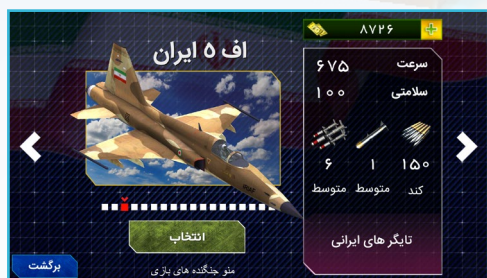 ۸۷۲۶
اف ۵ ایران
سرعت ۶۷۵
سلامتی ۱۰۰
۱۵۰ ۱ ۶
کند متوسط متوسط
تایگر های ایرانی
انتخاب
برگشت
منو جنگنده های بازی